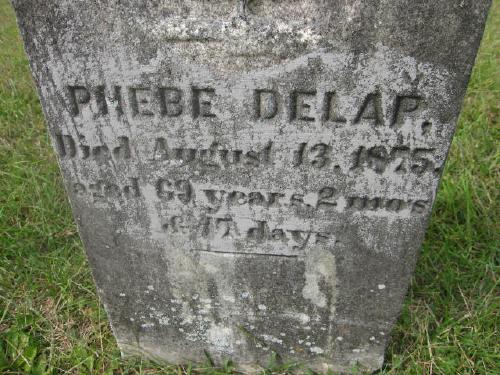 PHEBE DELAP.
Died August 13, 1875.
aged 69 years, 2 mo's
& 17 days.